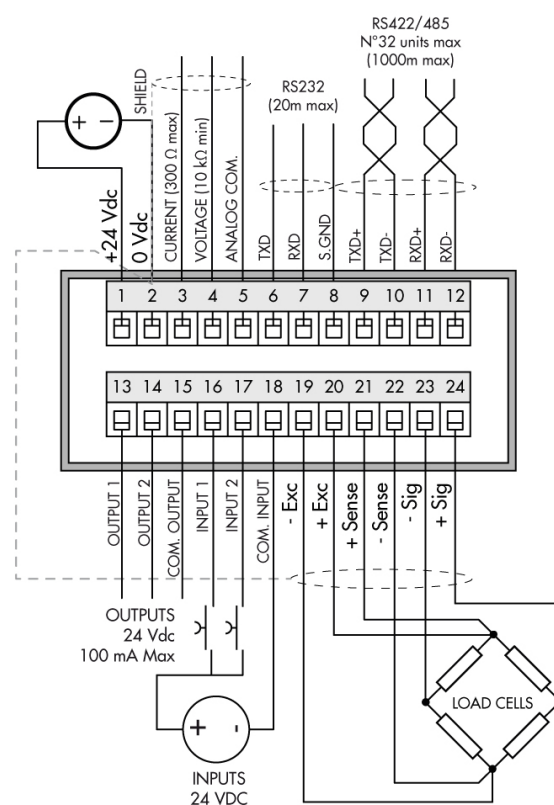 RS422/485
N°32 units max
(1000m max)
RS232
(20m max)
+ −
SHIELD
+24 Vdc
0 Vdc
CURRENT (300 Ω max)
VOLTAGE (10 kΩ min)
ANALOG COM.
TXD
RXD
S.GND
TXD+
TXD-
RXD+
RXD-
1 2 3 4 5 6 7 8 9 10 11 12
13 14 15 16 17 18 19 20 21 22 23 24
OUTPUT 1
OUTPUT 2
COM. OUTPUT
INPUT 1
INPUT 2
COM. INPUT
- Exc
+ Exc
+ Sense
- Sense
- Sig
+ Sig
OUTPUTS
24 Vdc
100 mA Max
LOAD CELLS
+ -
INPUTS
24 VDC